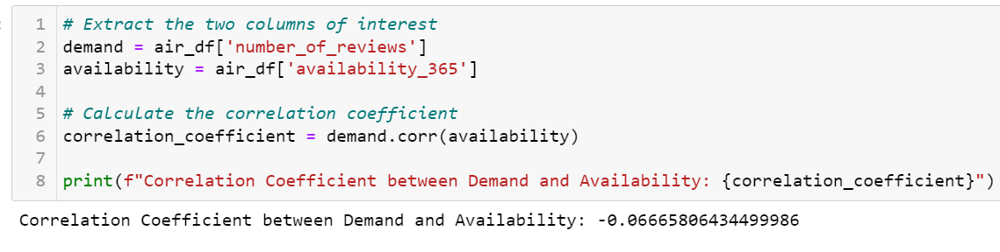 1 # Extract the two columns of interest
2 demand = air_df['number_of_reviews']
3 availability = air_df['availability_365']
4
5 # Calculate the correlation coefficient
6 correlation_coefficient = demand.corr(availability)
7
8 print(f"Correlation Coefficient between Demand and Availability: {correlation_coefficient}")
Correlation Coefficient between Demand and Availability: -0.06665806434499986